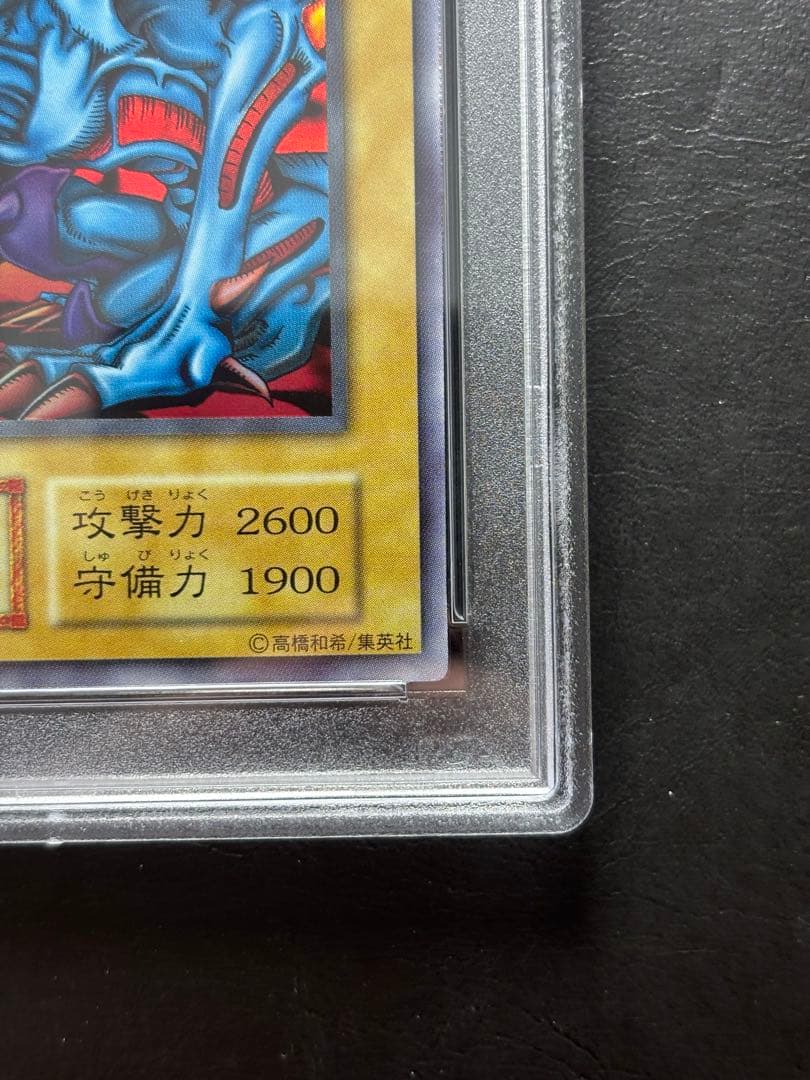 こう げき りょく
攻撃力 2600
しゅ び りょく
守備力 1900
©高橋和希/集英社